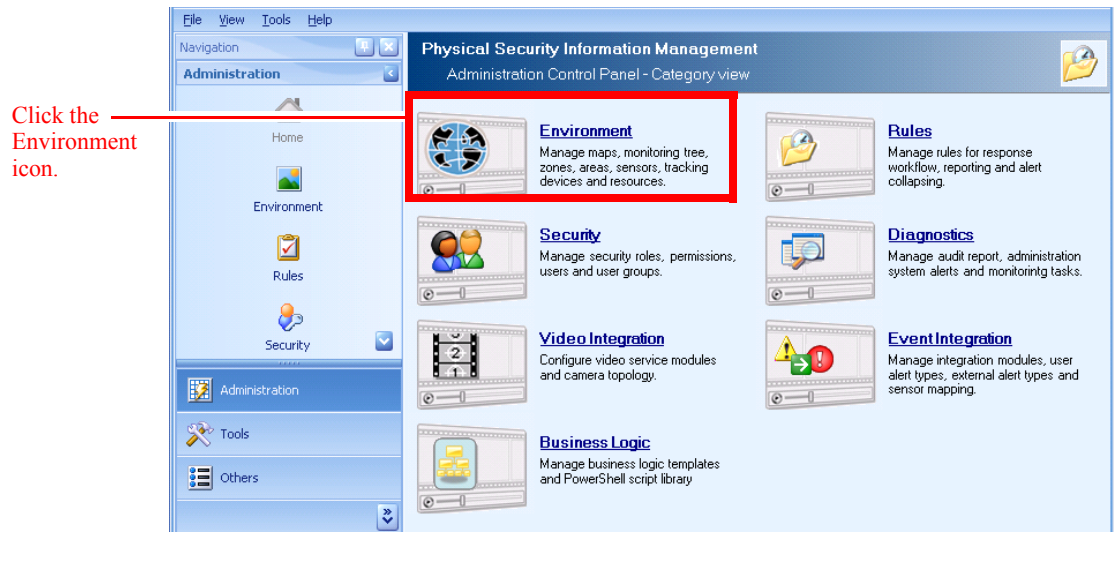 File View Tools Help
Navigation
Administration
Home
Environment
Rules
Security
Administration
Tools
Others
Click the
Environment
icon.
Physical Security Information Management
Administration Control Panel - Category view
Environment
Manage maps, monitoring tree,
zones, areas, sensors, tracking
devices and resources.
Rules
Manage rules for response
workflow, reporting and alert
collapsing.
Security
Manage security roles, permissions,
users and user groups.
Diagnostics
Manage audit report, administration
system alerts and monitorintg tasks.
Video Integration
Configure video service modules
and camera topology.
Event Integration
Manage integration modules, user
alert types, external alert types and
sensor mapping.
Business Logic
Manage business logic templates
and PowerShell script library